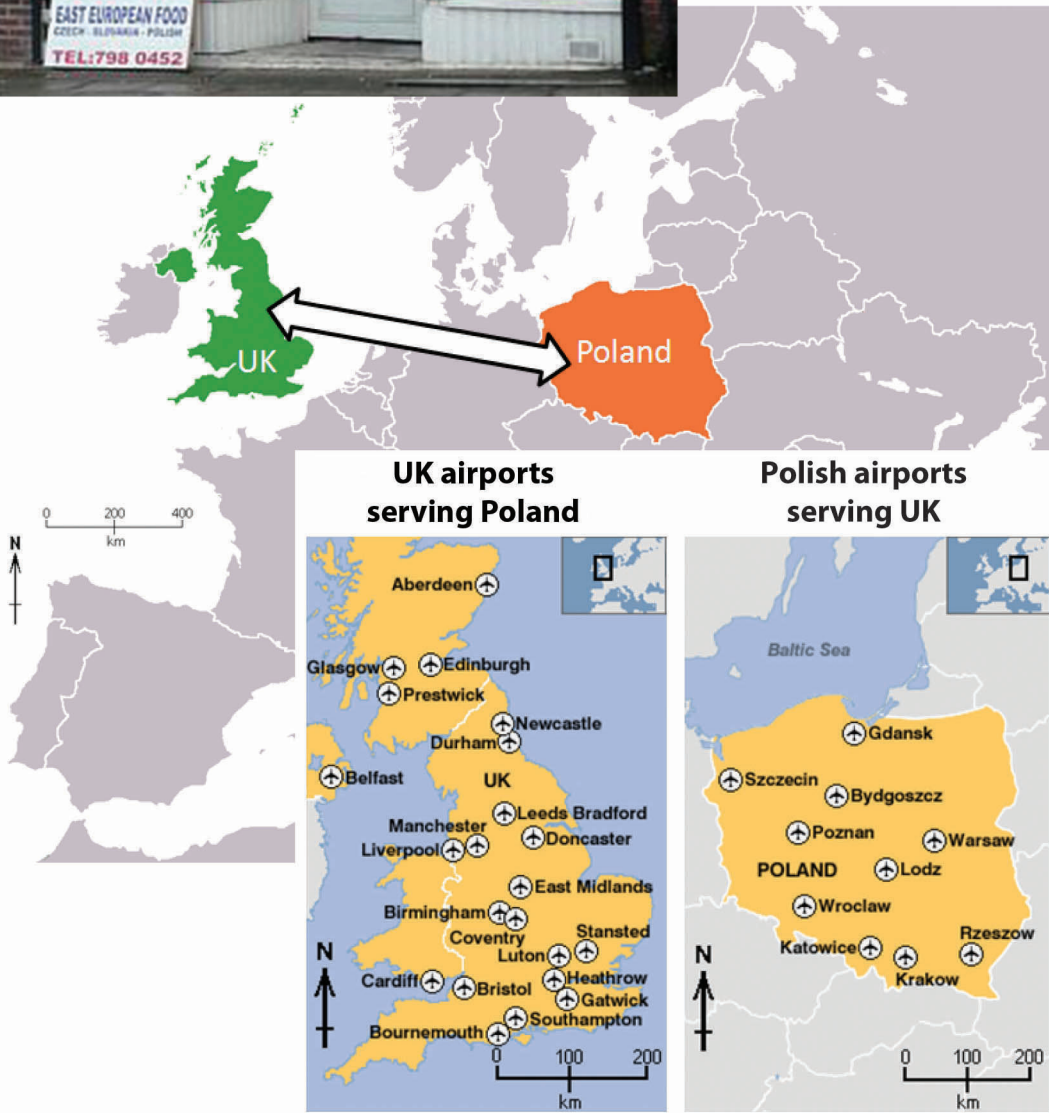 EAST EUROPEAN FOOD
CZECH - SLOVAKIA - POLISH
TEL:798 0452
UK
Poland
0 200 400
km
N
UK airports
serving Poland
Aberdeen
Glasgow
Edinburgh
Prestwick
Newcastle
Durham
Belfast
UK
Leeds Bradford
Manchester
Doncaster
Liverpool
East Midlands
Birmingham
Coventry
Stansted
Luton
N
Cardiff
Heathrow
Bristol
Gatwick
Southampton
Bournemouth
0 100 200
km
Polish airports
serving UK
Baltic Sea
Gdansk
Szczecin
Bydgoszcz
Poznan
Warsaw
POLAND
Lodz
Wroclaw
Rzeszow
Katowice
Krakow
N
0 100 200
km